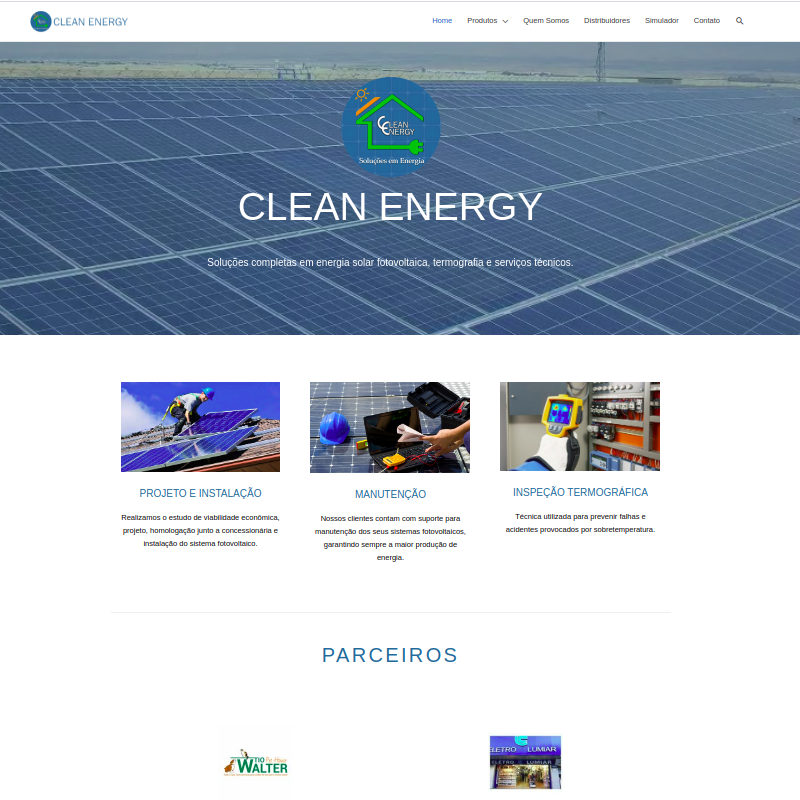 CLEAN ENERGY
Home Produtos Quem Somos Distribuidores Simulador Contato
CLEAN
ENERGY
Soluções em Energia
CLEAN ENERGY
Soluções completas em energia solar fotovoltaica, termografia e serviços técnicos.
PROJETO E INSTALAÇÃO
Realizamos o estudo de viabilidade econômica,
projeto, homologação junto a concessionária e
instalação do sistema fotovoltaico.
MANUTENÇÃO
Nossos clientes contam com suporte para
manutenção dos seus sistemas fotovoltaicos,
garantindo sempre a maior produção de
energia.
INSPEÇÃO TERMOGRÁFICA
Técnica utilizada para prevenir falhas e
acidentes provocados por sobretemperatura.
PARCEIROS
TIO
WALTER
ELETRO LUMIAR
ELETRO LUMIAR